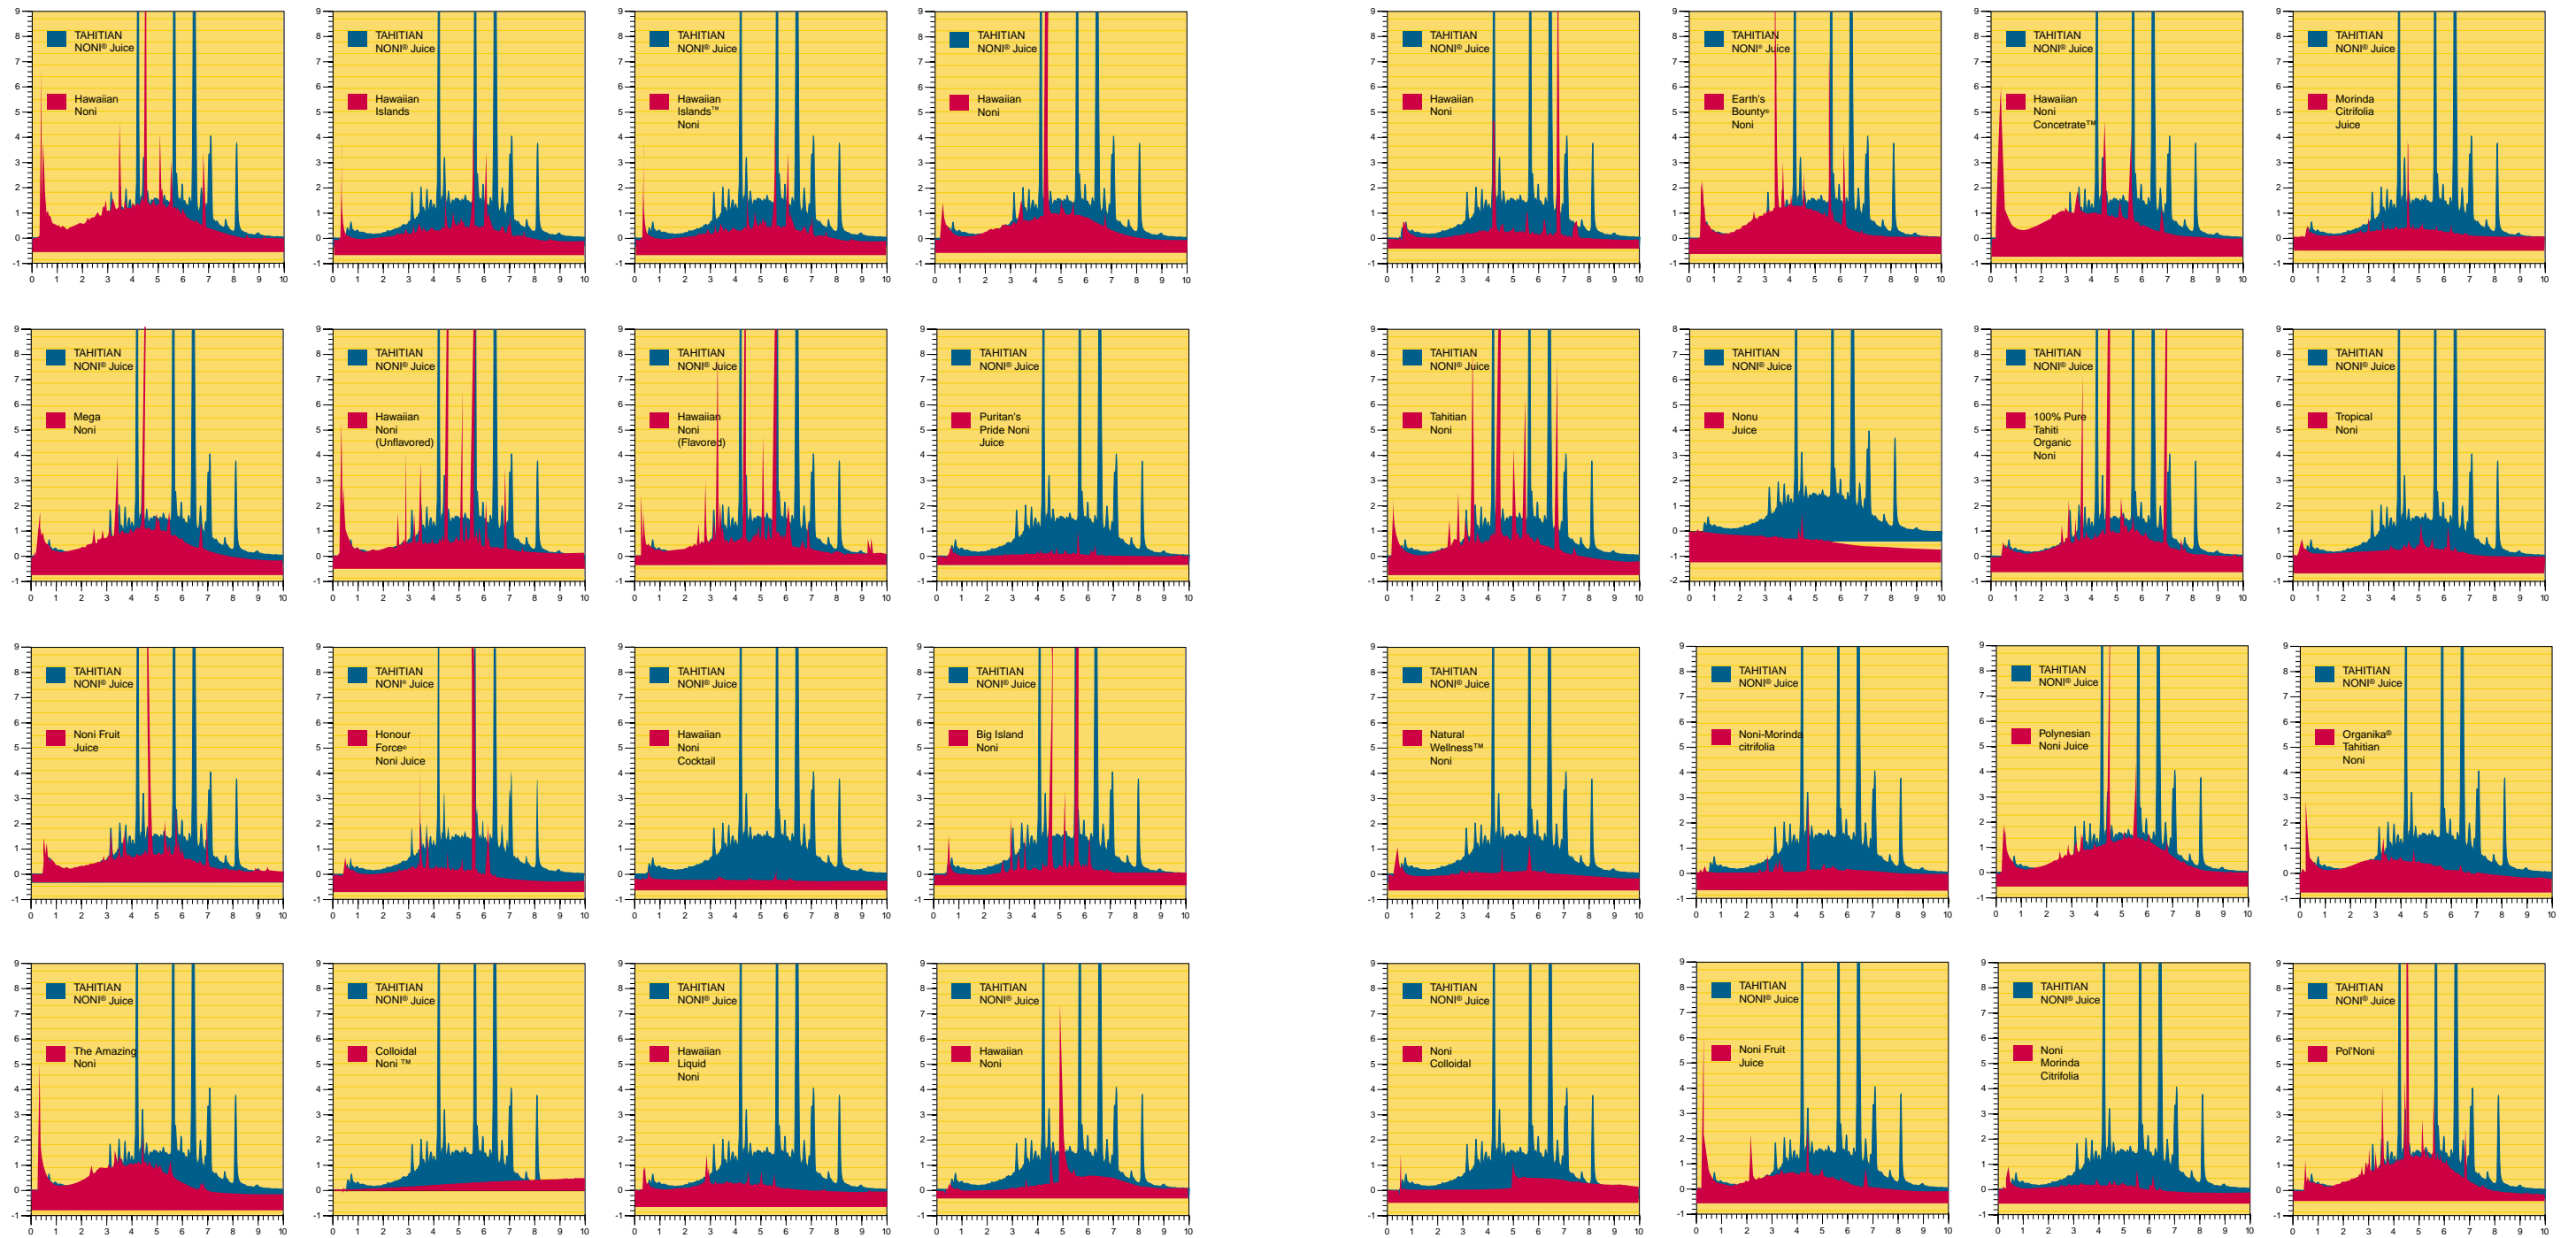 TAHITIAN
NONI® Juice
Hawaiian
Noni
TAHITIAN
NONI® Juice
Hawaiian
Islands
TAHITIAN
NONI® Juice
Hawaiian
Islands™
Noni
TAHITIAN
NONI® Juice
Hawaiian
Noni
TAHITIAN
NONI® Juice
Hawaiian
Noni
TAHITIAN
NONI® Juice
Earth's
Bounty®
Noni
TAHITIAN
NONI® Juice
Hawaiian
Noni
Concetrate™
TAHITIAN
NONI® Juice
Morinda
Citrifolia
Juice
TAHITIAN
NONI® Juice
Mega
Noni
TAHITIAN
NONI® Juice
Hawaiian
Noni
(Unflavored)
TAHITIAN
NONI® Juice
Hawaiian
Noni
(Flavored)
TAHITIAN
NONI® Juice
Puritan's
Pride Noni
Juice
TAHITIAN
NONI® Juice
Tahitian
Noni
TAHITIAN
NONI® Juice
Nonu
Juice
TAHITIAN
NONI® Juice
100% Pure
Tahiti
Organic
Noni
TAHITIAN
NONI® Juice
Tropical
Noni
TAHITIAN
NONI® Juice
Noni Fruit
Juice
TAHITIAN
NONI® Juice
Honour
Force®
Noni Juice
TAHITIAN
NONI® Juice
Hawaiian
Noni
Cocktail
TAHITIAN
NONI® Juice
Big Island
Noni
TAHITIAN
NONI® Juice
Natural
Wellness™
Noni
TAHITIAN
NONI® Juice
Noni-Morinda
citrifolia
TAHITIAN
NONI® Juice
Polynesian
Noni Juice
TAHITIAN
NONI® Juice
Organika®
Tahitian
Noni
TAHITIAN
NONI® Juice
The Amazing
Noni
TAHITIAN
NONI® Juice
Colloidal
Noni ™
TAHITIAN
NONI® Juice
Hawaiian
Liquid
Noni
TAHITIAN
NONI® Juice
Hawaiian
Noni
TAHITIAN
NONI® Juice
Noni
Colloidal
TAHITIAN
NONI® Juice
Noni Fruit
Juice
TAHITIAN
NONI® Juice
Noni
Morinda
Citrifolia
TAHITIAN
NONI® Juice
Pol'Noni